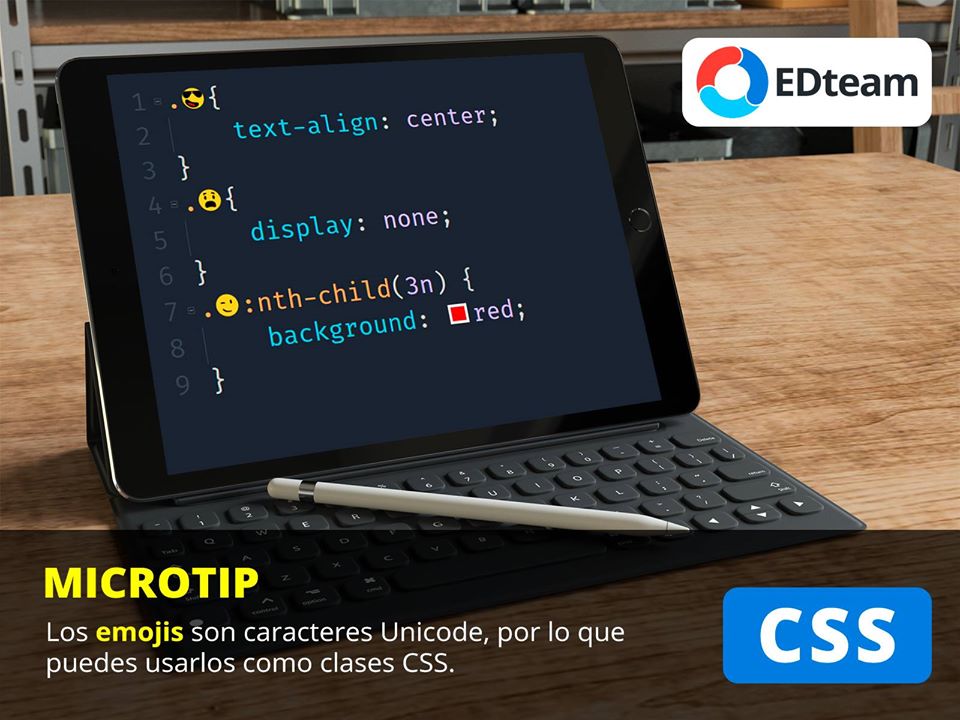 EDteam
1 .😎{
2 text-align: center;
3 }
4 .😧{
5 display: none;
6 }
7 .😉:nth-child(3n) {
8 background: red;
9 }
MICROTIP
Los emojis son caracteres Unicode, por lo que
puedes usarlos como clases CSS.
CSS